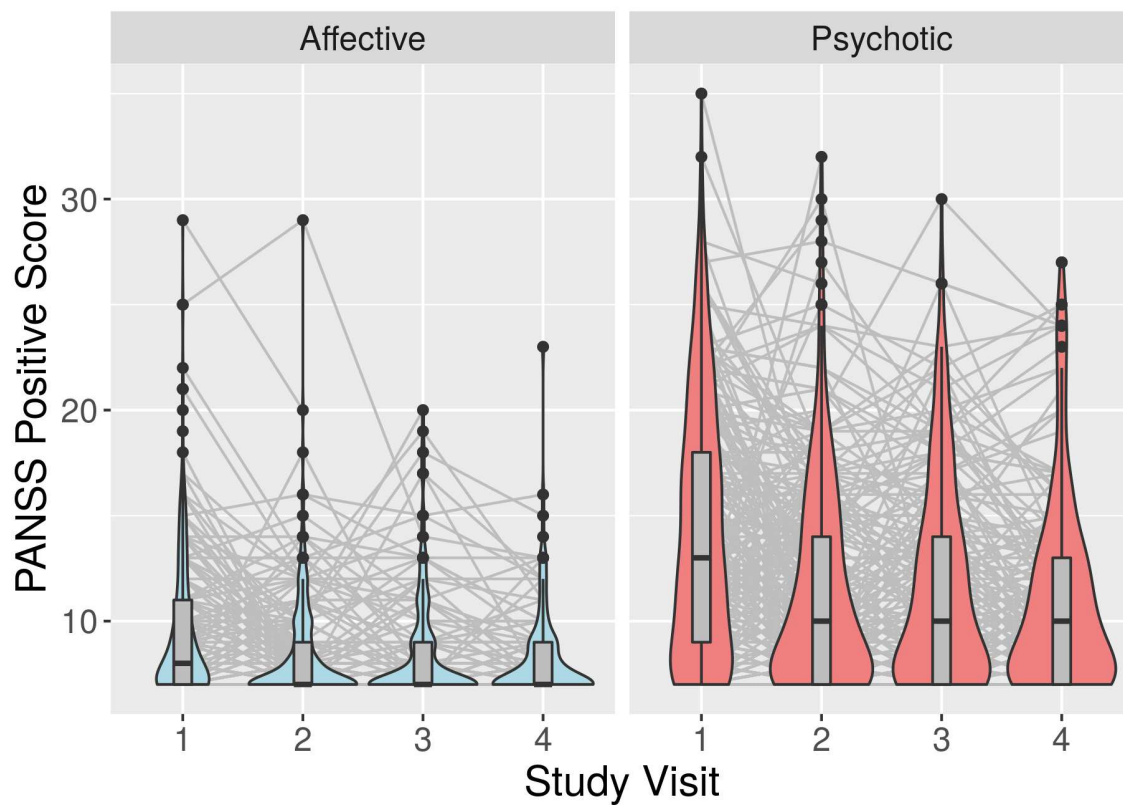 Affective Psychotic
PANSS Positive Score
30
20
10
1 2 3 4 1 2 3 4
Study Visit